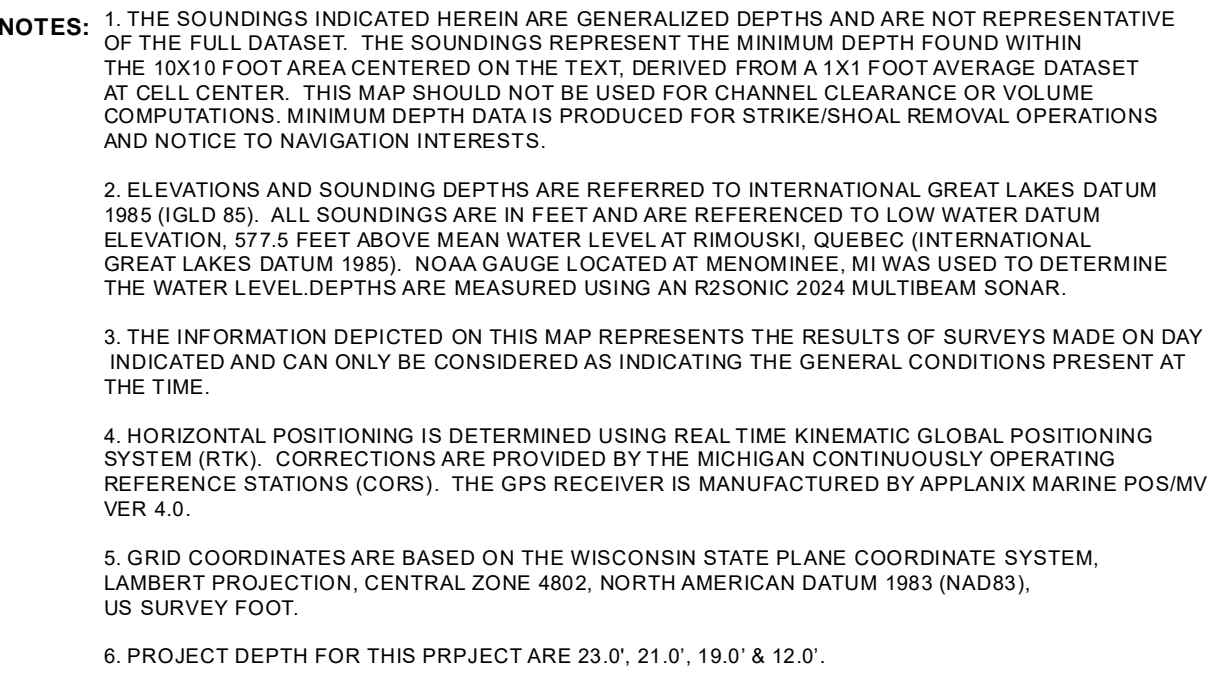 NOTES: 1. THE SOUNDINGS INDICATED HEREIN ARE GENERALIZED DEPTHS AND ARE NOT REPRESENTATIVE
OF THE FULL DATASET. THE SOUNDINGS REPRESENT THE MINIMUM DEPTH FOUND WITHIN
THE 10X10 FOOT AREA CENTERED ON THE TEXT, DERIVED FROM A 1X1 FOOT AVERAGE DATASET
AT CELL CENTER. THIS MAP SHOULD NOT BE USED FOR CHANNEL CLEARANCE OR VOLUME
COMPUTATIONS. MINIMUM DEPTH DATA IS PRODUCED FOR STRIKE/SHOAL REMOVAL OPERATIONS
AND NOTICE TO NAVIGATION INTERESTS.
2. ELEVATIONS AND SOUNDING DEPTHS ARE REFERRED TO INTERNATIONAL GREAT LAKES DATUM
1985 (IGLD 85). ALL SOUNDINGS ARE IN FEET AND ARE REFERENCED TO LOW WATER DATUM
ELEVATION, 577.5 FEET ABOVE MEAN WATER LEVEL AT RIMOUSKI, QUEBEC (INTERNATIONAL
GREAT LAKES DATUM 1985). NOAA GAUGE LOCATED AT MENOMINEE, MI WAS USED TO DETERMINE
THE WATER LEVEL.DEPTHS ARE MEASURED USING AN R2SONIC 2024 MULTIBEAM SONAR.
3. THE INFORMATION DEPICTED ON THIS MAP REPRESENTS THE RESULTS OF SURVEYS MADE ON DAY
INDICATED AND CAN ONLY BE CONSIDERED AS INDICATING THE GENERAL CONDITIONS PRESENT AT
THE TIME.
4. HORIZONTAL POSITIONING IS DETERMINED USING REAL TIME KINEMATIC GLOBAL POSITIONING
SYSTEM (RTK). CORRECTIONS ARE PROVIDED BY THE MICHIGAN CONTINUOUSLY OPERATING
REFERENCE STATIONS (CORS). THE GPS RECEIVER IS MANUFACTURED BY APPLANIX MARINE POS/MV
VER 4.0.
5. GRID COORDINATES ARE BASED ON THE WISCONSIN STATE PLANE COORDINATE SYSTEM,
LAMBERT PROJECTION, CENTRAL ZONE 4802, NORTH AMERICAN DATUM 1983 (NAD83),
US SURVEY FOOT.
6. PROJECT DEPTH FOR THIS PRPJECT ARE 23.0', 21.0’, 19.0’ & 12.0’.